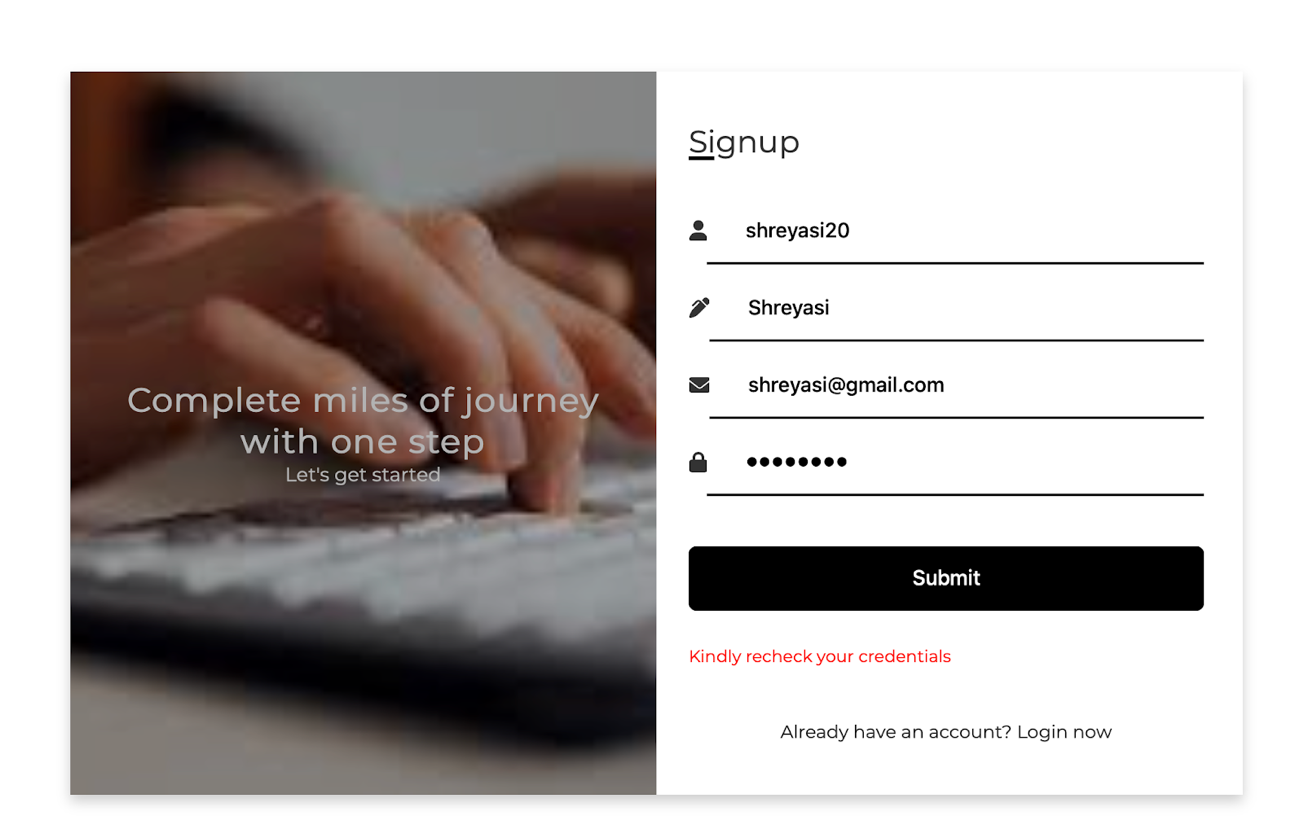 Complete miles of journey
with one step
Let's get started
Signup
shreyasi20
Shreyasi
shreyasi@gmail.com
••••••••
Submit
Kindly recheck your credentials
Already have an account? Login now